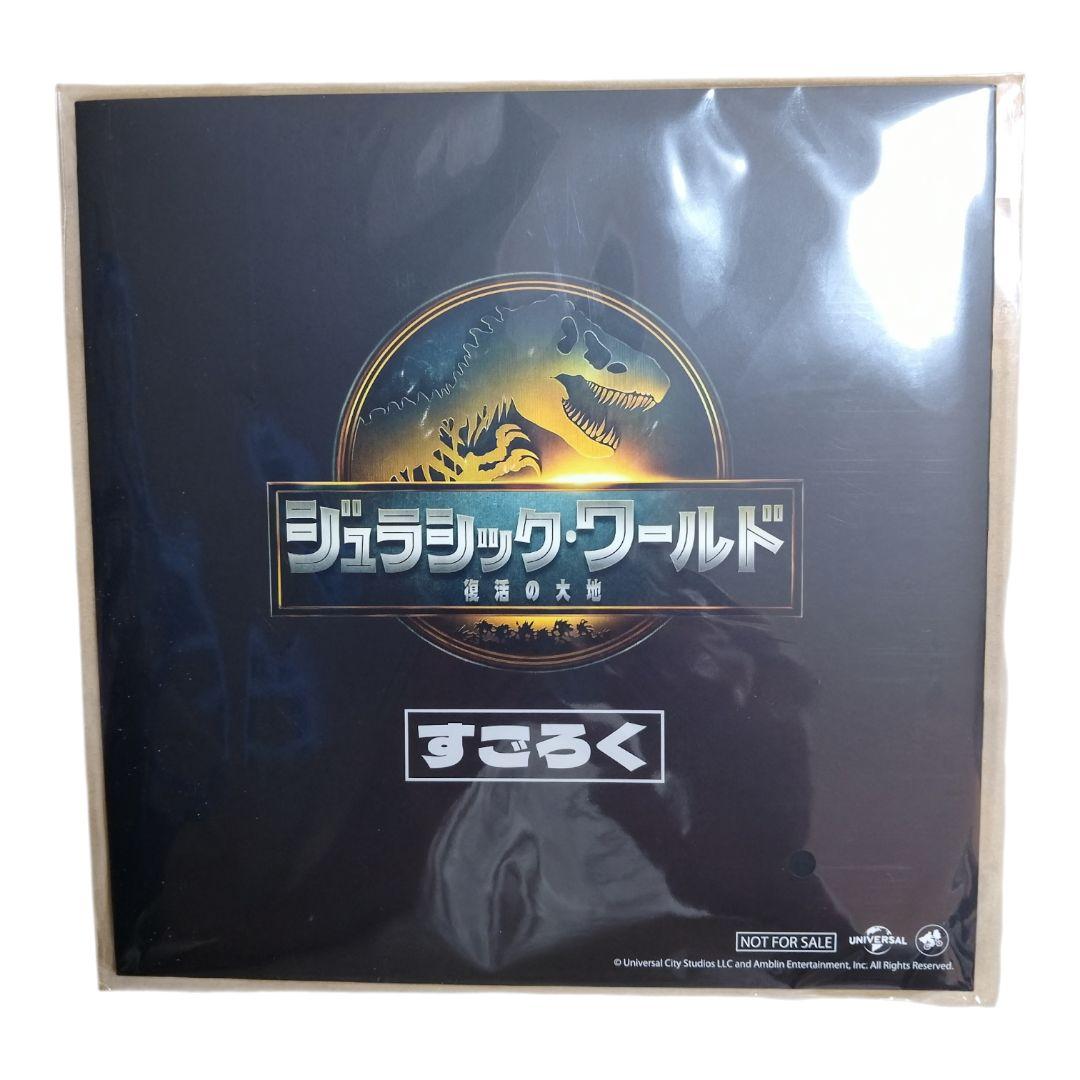 ジュラシック・ワールド
復活の大地
すごろく
NOT FOR SALE
UNIVERSAL
© Universal City Studios LLC and Amblin Entertainment, Inc. All Rights Reserved.